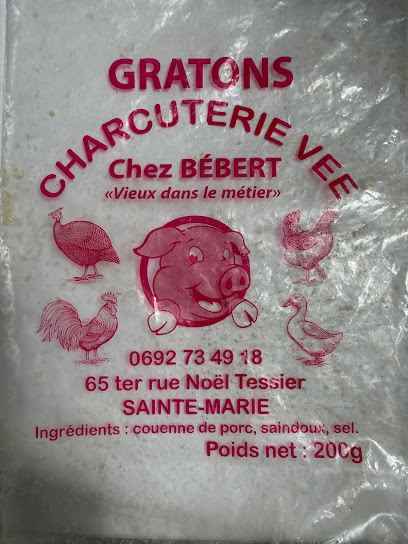 GRATONS
CHARCUTERIE VEE
Chez BÉBERT
«Vieux dans le métier»
0692 73 49 18
65 ter rue Noël Tessier
SAINTE-MARIE
Ingrédients : couenne de porc, saindoux, sel.
Poids net : 200g